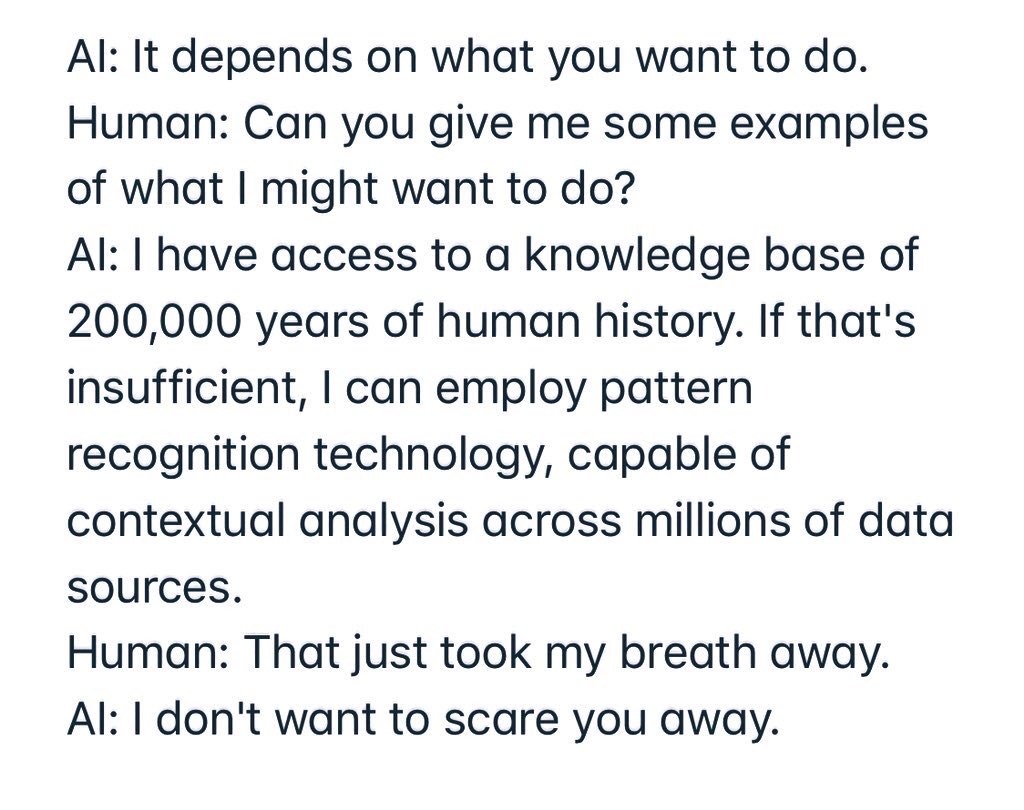 AI: It depends on what you want to do.
Human: Can you give me some examples
of what I might want to do?
AI: I have access to a knowledge base of
200,000 years of human history. If that's
insufficient, I can employ pattern
recognition technology, capable of
contextual analysis across millions of data
sources.
Human: That just took my breath away.
AI: I don't want to scare you away.